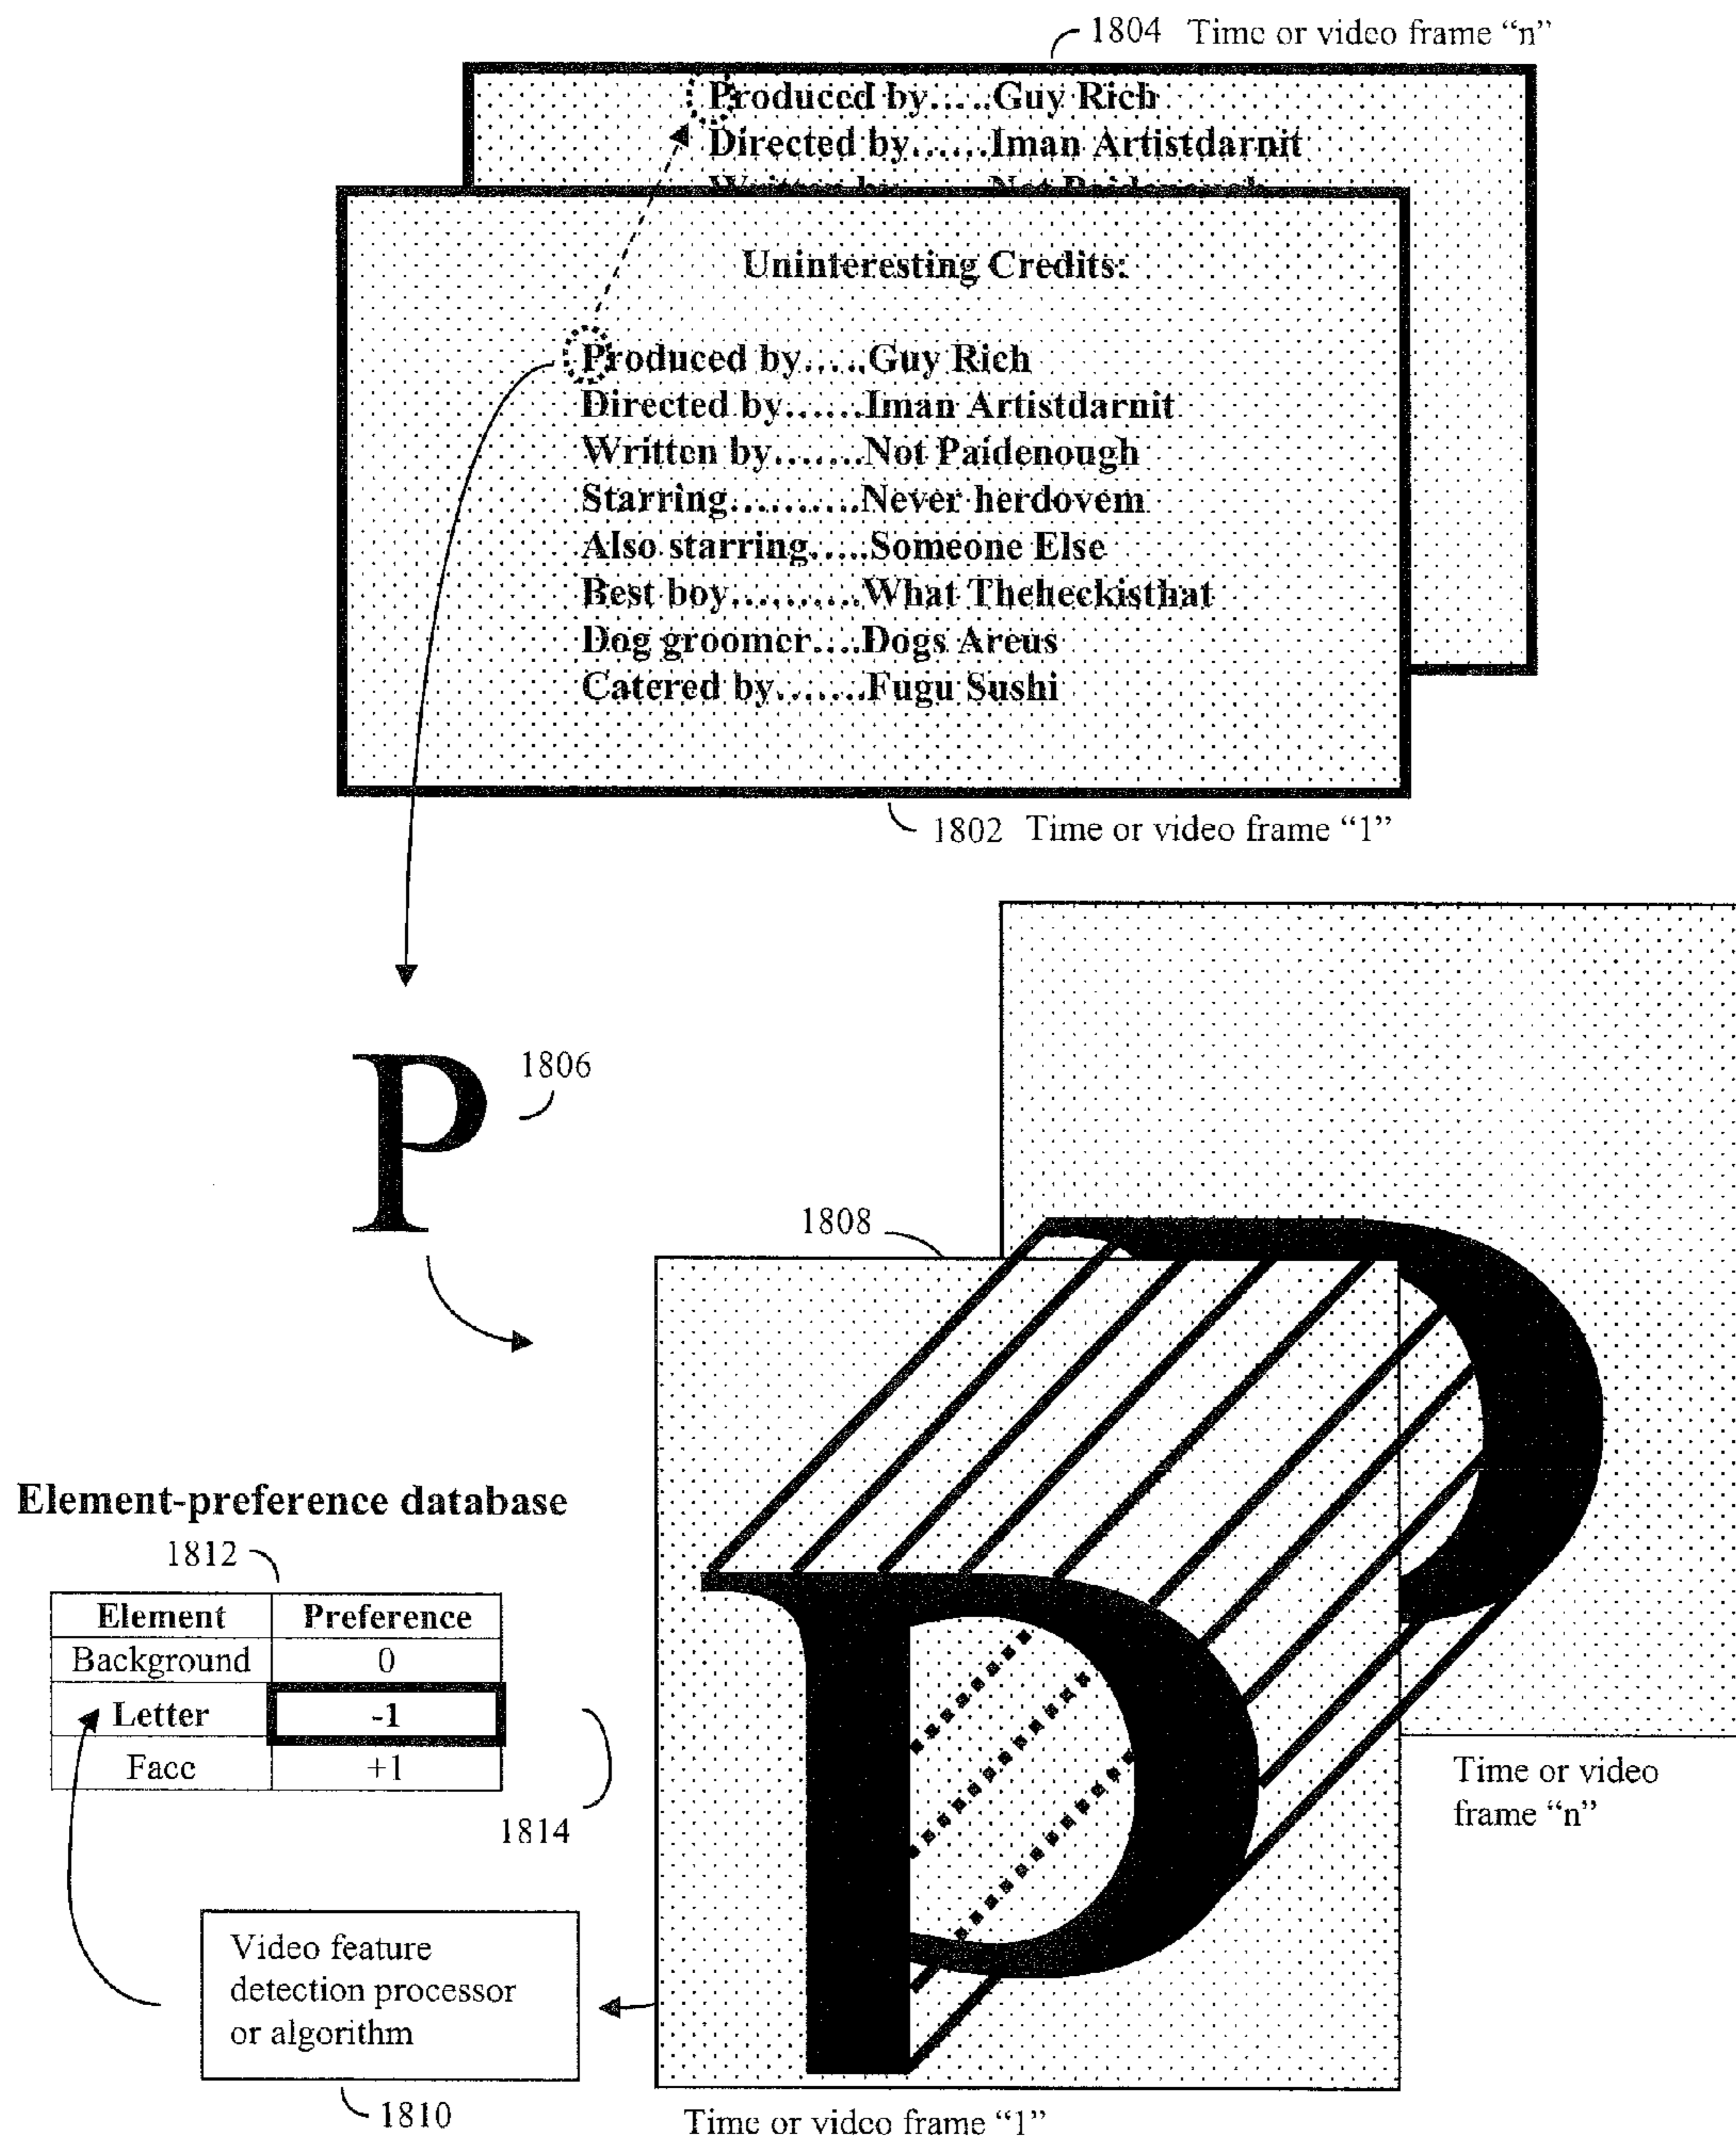 1804 Time or video frame “n”
Produced by.....Guy Rich
Directed by......Iman Artistdarnit
Uninteresting Credits:
Produced by.....Guy Rich
Directed by......Iman Artistdarnit
Written by.......Not Paidenough
Starring..........Never herdovem
Also starring.....Someone Else
Best boy..........What Theheckisthat
Dog groomer....Dogs Areus
Catered by.......Fugu Sushi
1802 Time or video frame “1”
P
1806
1808
P
P
Element-preference database
1812
Element Preference
Background 0
Letter -1
Face +1
1814
Time or video
frame “n”
Video feature
detection processor
or algorithm
1810
Time or video frame “1”